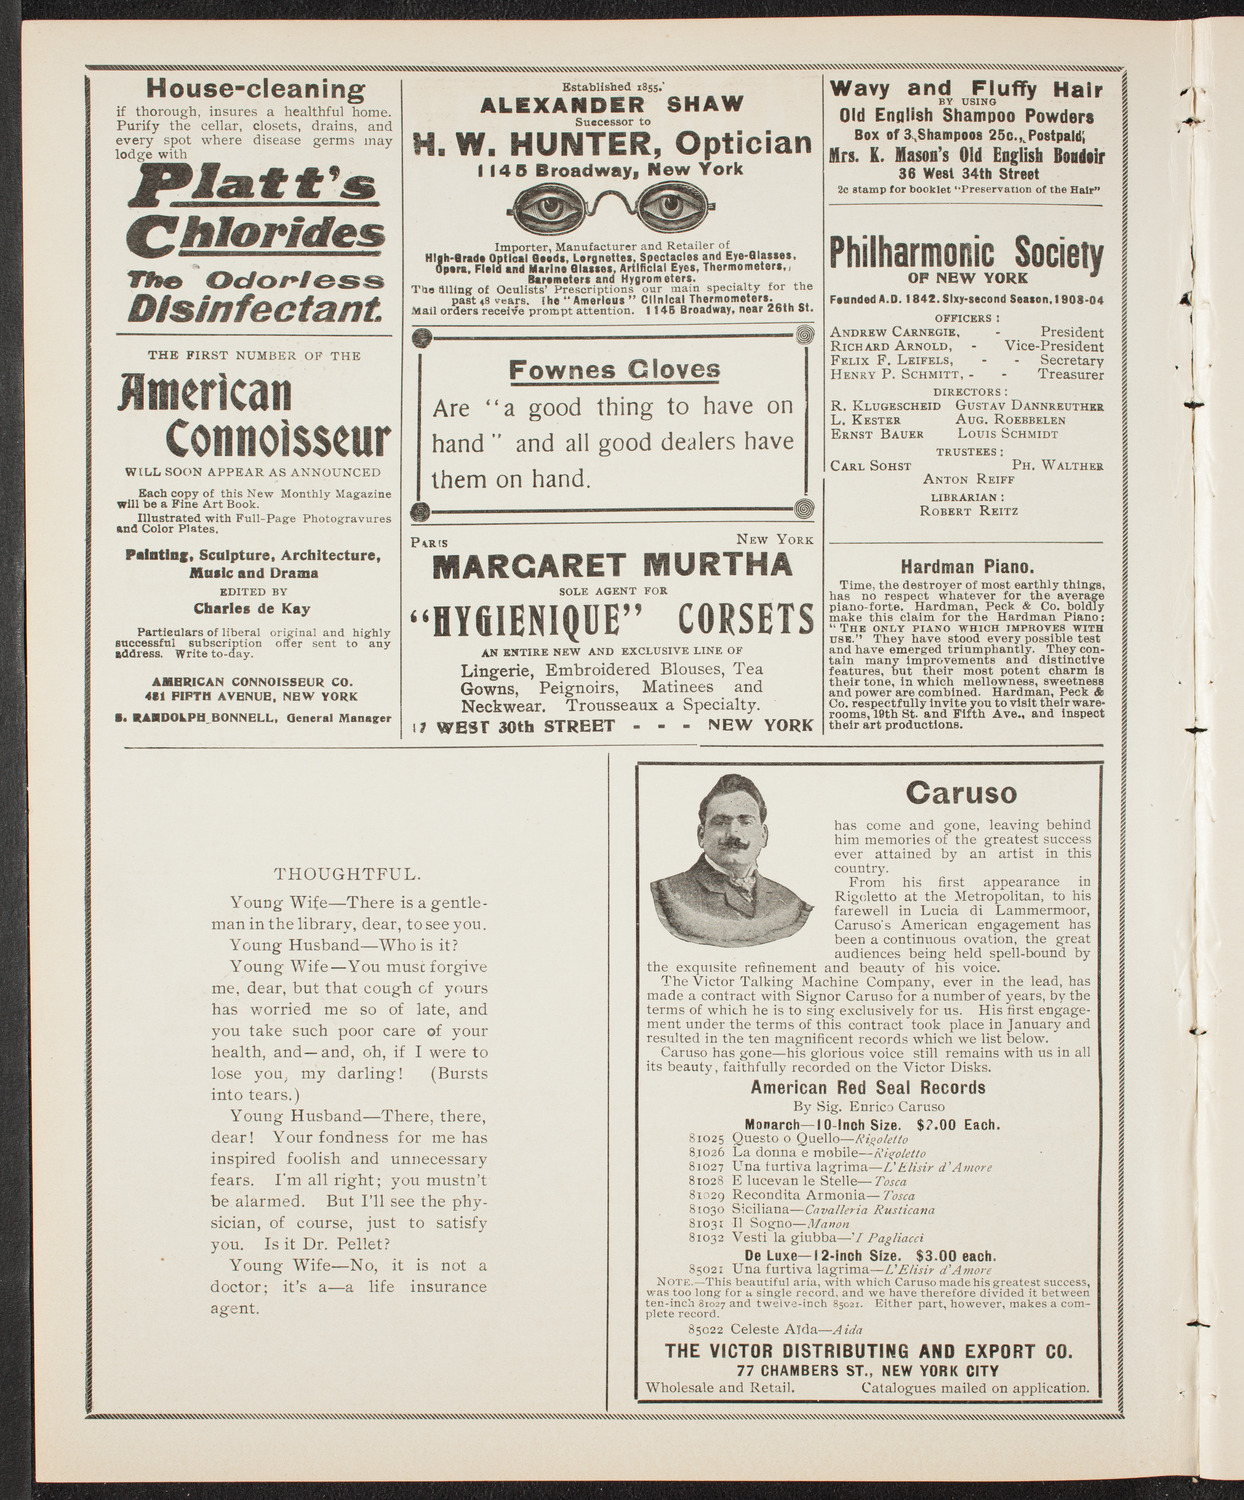 House-cleaning
if thorough, insures a healthful home.
Purify the cellar, closets, drains, and
every spot where disease germs may
lodge with
Platt's
Chlorides
The Odorless
Disinfectant.
THE FIRST NUMBER OF THE
American
Connoisseur
WILL SOON APPEAR AS ANNOUNCED
Each copy of this New Monthly Magazine
will be a Fine Art Book.
Illustrated with Full-Page Photogravures
and Color Plates.
Painting, Sculpture, Architecture,
Music and Drama
EDITED BY
Charles de Kay
Particulars of liberal original and highly
successful subscription offer sent to any
address. Write to-day.
AMERICAN CONNOISSEUR CO.
481 FIFTH AVENUE, NEW YORK
S. RANDOLPH BONNELL, General Manager
Established 1855.
ALEXANDER SHAW
Successor to
H. W. HUNTER, Optician
1145 Broadway, New York
Importer, Manufacturer and Retailer of
High-Grade Optical Goods, Lorgnettes, Spectacles and Eye-Glasses,
Opera, Field and Marine Glasses, Artificial Eyes, Thermometers,
Barometers and Hygrometers.
The filling of Oculists' Prescriptions our main specialty for the
past 48 years. The "Amerious" Clinical Thermometers.
Mail orders receive prompt attention. 1145 Broadway, near 26th St.
Fownes Gloves
Are "a good thing to have on
hand" and all good dealers have
them on hand.
PARIS NEW YORK
MARGARET MURTHA
SOLE AGENT FOR
"HYGIENIQUE" CORSETS
AN ENTIRE NEW AND EXCLUSIVE LINE OF
Lingerie, Embroidered Blouses, Tea
Gowns, Peignoirs, Matinees and
Neckwear. Trousseaux a Specialty.
17 WEST 30th STREET - - - NEW YORK
Wavy and Fluffy Hair
BY USING
Old English Shampoo Powders
Box of 3 Shampoos 25c., Postpaid;
Mrs. K. Mason's Old English Boudoir
36 West 34th Street
2c stamp for booklet "Preservation of the Hair"
Philharmonic Society
OF NEW YORK
Founded A.D. 1842. Sixty-second Season, 1903-04
OFFICERS:
ANDREW CARNEGIE, - President
RICHARD ARNOLD, - Vice-President
FELIX F. LEIFELS, - - Secretary
HENRY P. SCHMITT, - - Treasurer
DIRECTORS:
R. KLUGESCHEID GUSTAV DANNREUTHER
L. KESTER AUG. ROEBBELEN
ERNST BAUER LOUIS SCHMIDT
TRUSTEES:
CARL SOHST PH. WALTHER
ANTON REIFF
LIBRARIAN:
ROBERT REITZ
Hardman Piano.
Time, the destroyer of most earthly things,
has no respect whatever for the average
piano-forte. Hardman, Peck & Co. boldly
make this claim for the Hardman Piano:
"THE ONLY PIANO WHICH IMPROVES WITH
USE." They have stood every possible test
and have emerged triumphantly. They con-
tain many improvements and distinctive
features, but their most potent charm is
their tone, in which mellowness, sweetness
and power are combined. Hardman, Peck &
Co. respectfully invite you to visit their ware-
rooms, 19th St. and Fifth Ave., and inspect
their art productions.
THOUGHTFUL.
Young Wife—There is a gentle-
man in the library, dear, to see you.
Young Husband—Who is it?
Young Wife—You must forgive
me, dear, but that cough of yours
has worried me so of late, and
you take such poor care of your
health, and—and, oh, if I were to
lose you, my darling! (Bursts
into tears.)
Young Husband—There, there,
dear! Your fondness for me has
inspired foolish and unnecessary
fears. I'm all right; you mustn't
be alarmed. But I'll see the phy-
sician, of course, just to satisfy
you. Is it Dr. Pellet?
Young Wife—No, it is not a
doctor; it's a—a life insurance
agent.
Caruso
has come and gone, leaving behind
him memories of the greatest success
ever attained by an artist in this
country.
From his first appearance in
Rigoletto at the Metropolitan, to his
farewell in Lucia di Lammermoor,
Caruso's American engagement has
been a continuous ovation, the great
audiences being held spell-bound by
the exquisite refinement and beauty of his voice.
The Victor Talking Machine Company, ever in the lead, has
made a contract with Signor Caruso for a number of years, by the
terms of which he is to sing exclusively for us. His first engage-
ment under the terms of this contract took place in January and
resulted in the ten magnificent records which we list below.
Caruso has gone—his glorious voice still remains with us in all
its beauty, faithfully recorded on the Victor Disks.
American Red Seal Records
By Sig. Enrico Caruso
Monarch—10-Inch Size. $2.00 Each.
81025 Questo o Quello—Rigoletto
81026 La donna e mobile—Rigoletto
81027 Una furtiva lagrima—L'Elisir d'Amore
81028 E lucevan le Stelle—Tosca
81029 Recondita Armonia—Tosca
81030 Siciliana—Cavalleria Rusticana
81031 Il Sogno—Manon
81032 Vesti la giubba—'I Pagliacci
De Luxe—12-inch Size. $3.00 each.
85021 Una furtiva lagrima—L'Elisir d'Amore
NOTE.—This beautiful aria, with which Caruso made his greatest success,
was too long for a single record, and we have therefore divided it between
ten-inch 81027 and twelve-inch 85021. Either part, however, makes a com-
plete record.
85022 Celeste Aïda—Aida
THE VICTOR DISTRIBUTING AND EXPORT CO.
77 CHAMBERS ST., NEW YORK CITY
Wholesale and Retail. Catalogues mailed on application.